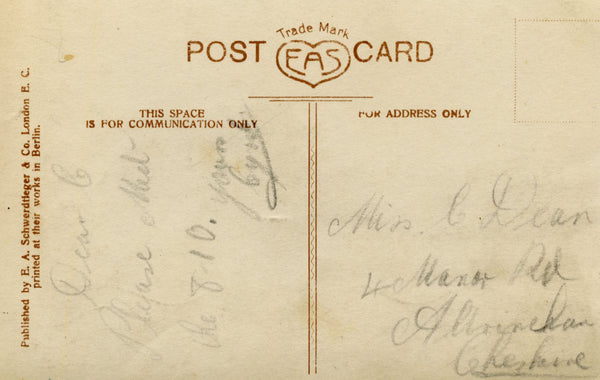 Trade Mark
POST EAS CARD
THIS SPACE
IS FOR COMMUNICATION ONLY
FOR ADDRESS ONLY
Published by E. A. Schwerdtfeger & Co. London E. C.
printed at their works in Berlin.
Dear C
Please Meet
the 8-10.
Miss. C Dean
4 Manor Rd
Altrincham
Cheshire